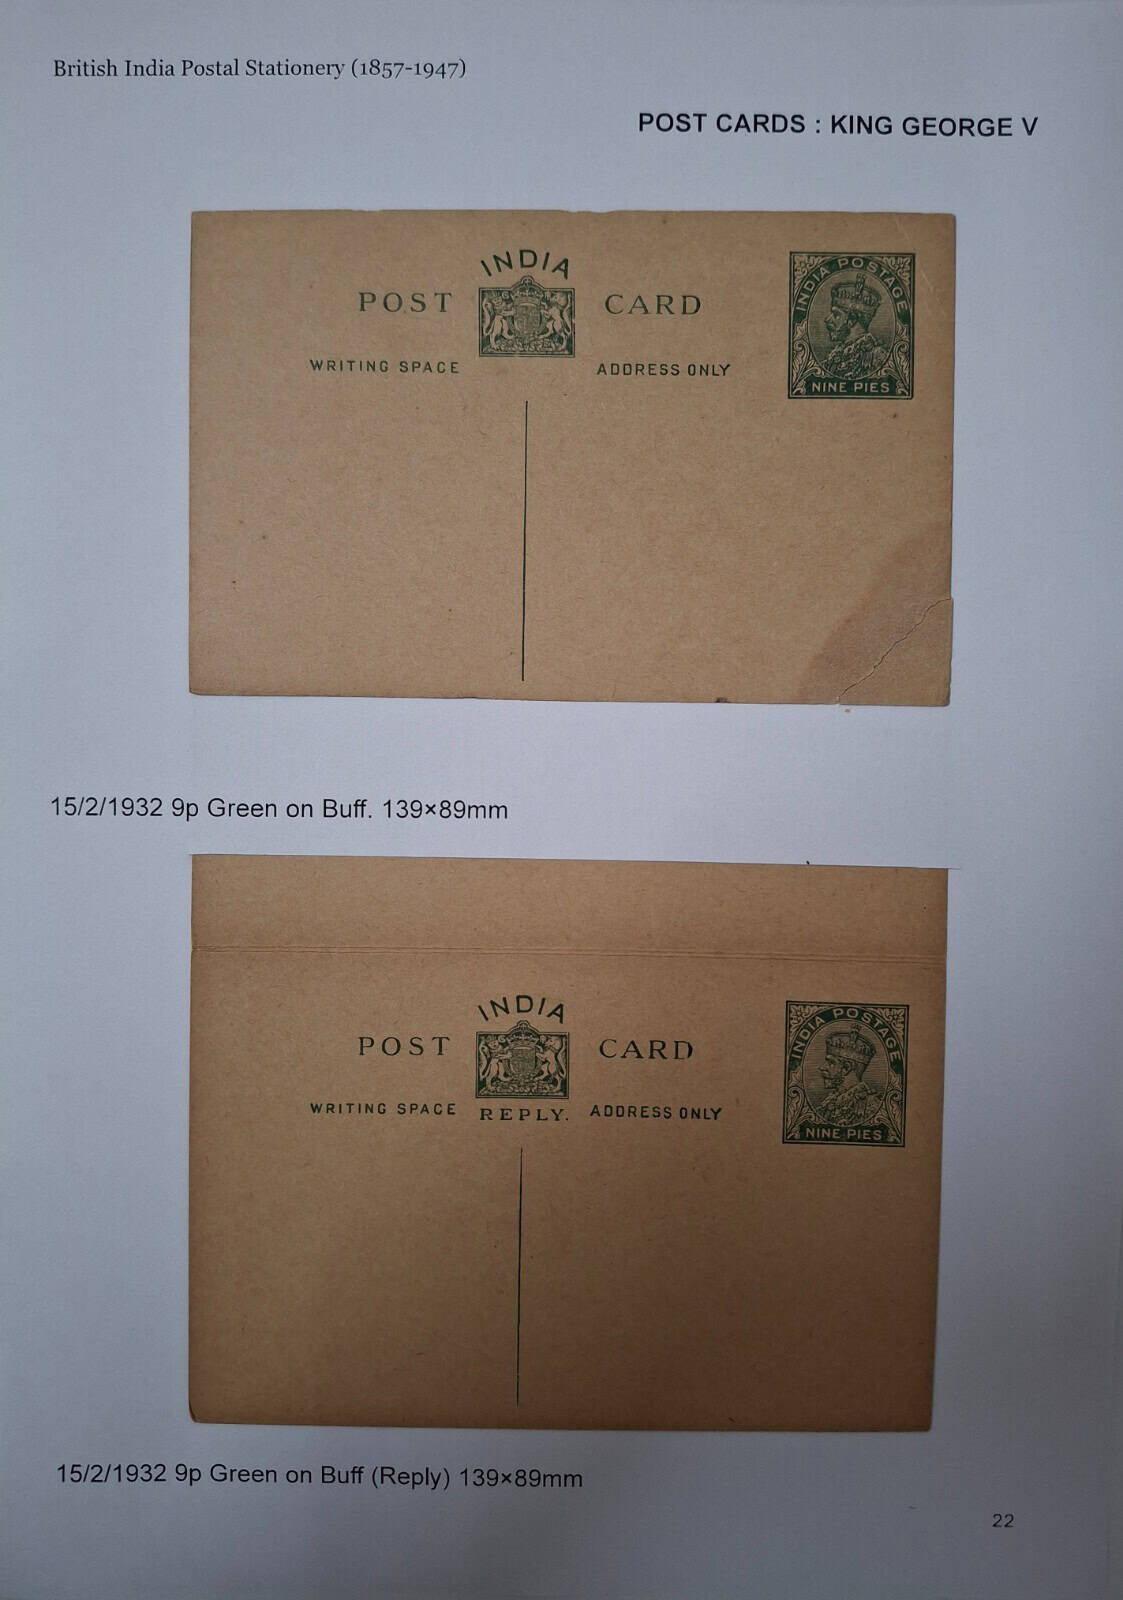 British India Postal Stationery (1857-1947)
POST CARDS : KING GEORGE V
INDIA
POST CARD
WRITING SPACE ADDRESS ONLY
INDIA POSTAGE
NINE PIES
15/2/1932 9p Green on Buff. 139×89mm
INDIA
POST CARD
WRITING SPACE REPLY. ADDRESS ONLY
INDIA POSTAGE
NINE PIES
15/2/1932 9p Green on Buff (Reply) 139×89mm
22